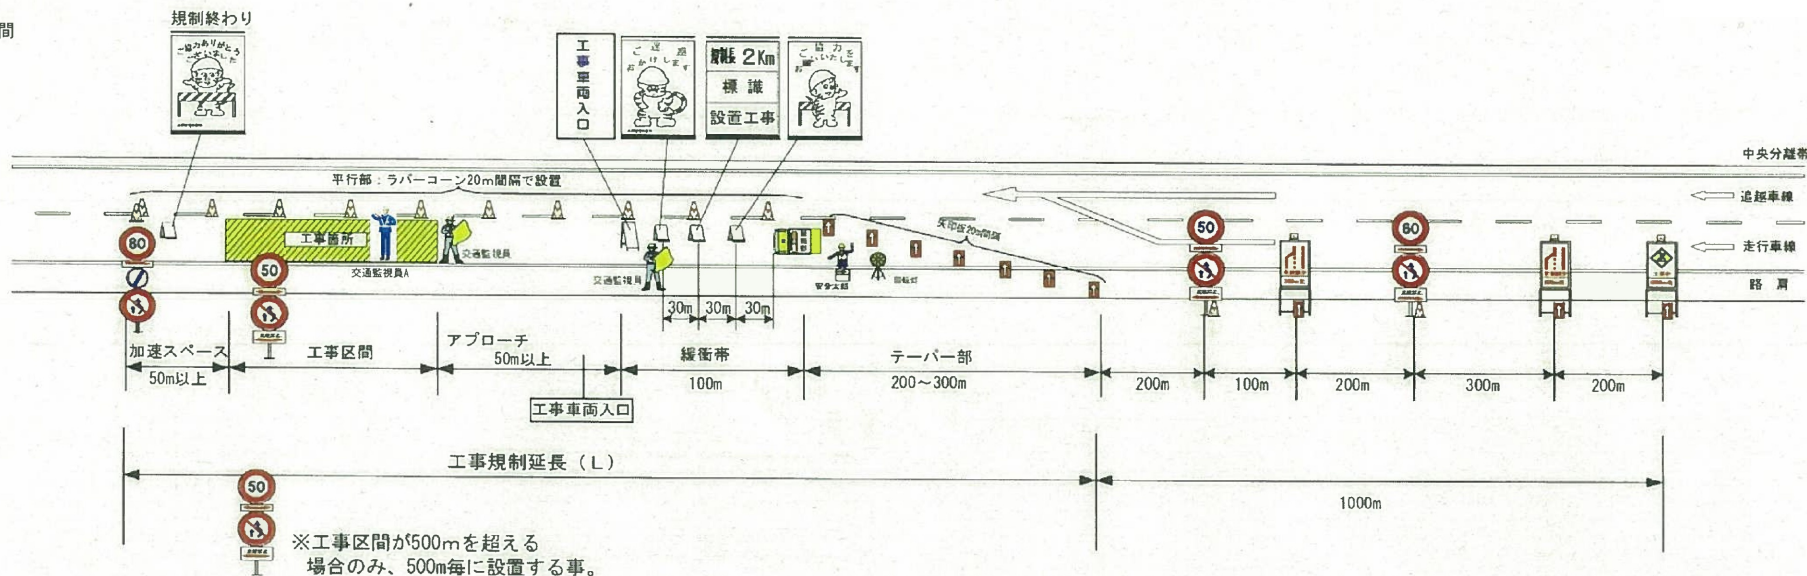 間
規制終わり
ご協力ありがとう
ございました
工事車両入口
ご迷惑
おかけします
2Km
標識
設置工事
ご協力を
お願いいたします
中央分離帯
平行部：ラバーコーン20m間隔で設置
追越車線
矢印板20m間隔
走行車線
路肩
80
50
工事箇所
交通監視員A
交通監視員
交通監視員
安全太郎
回転灯
50
60
30m
30m
30m
加速スペース
工事区間
アプローチ
緩衝帯
テーパー部
50m以上
50m以上
100m
200～300m
200m
100m
200m
300m
200m
工事車両入口
工事規制延長（L）
1000m
50
※工事区間が500mを超える
場合のみ、500m毎に設置する事。